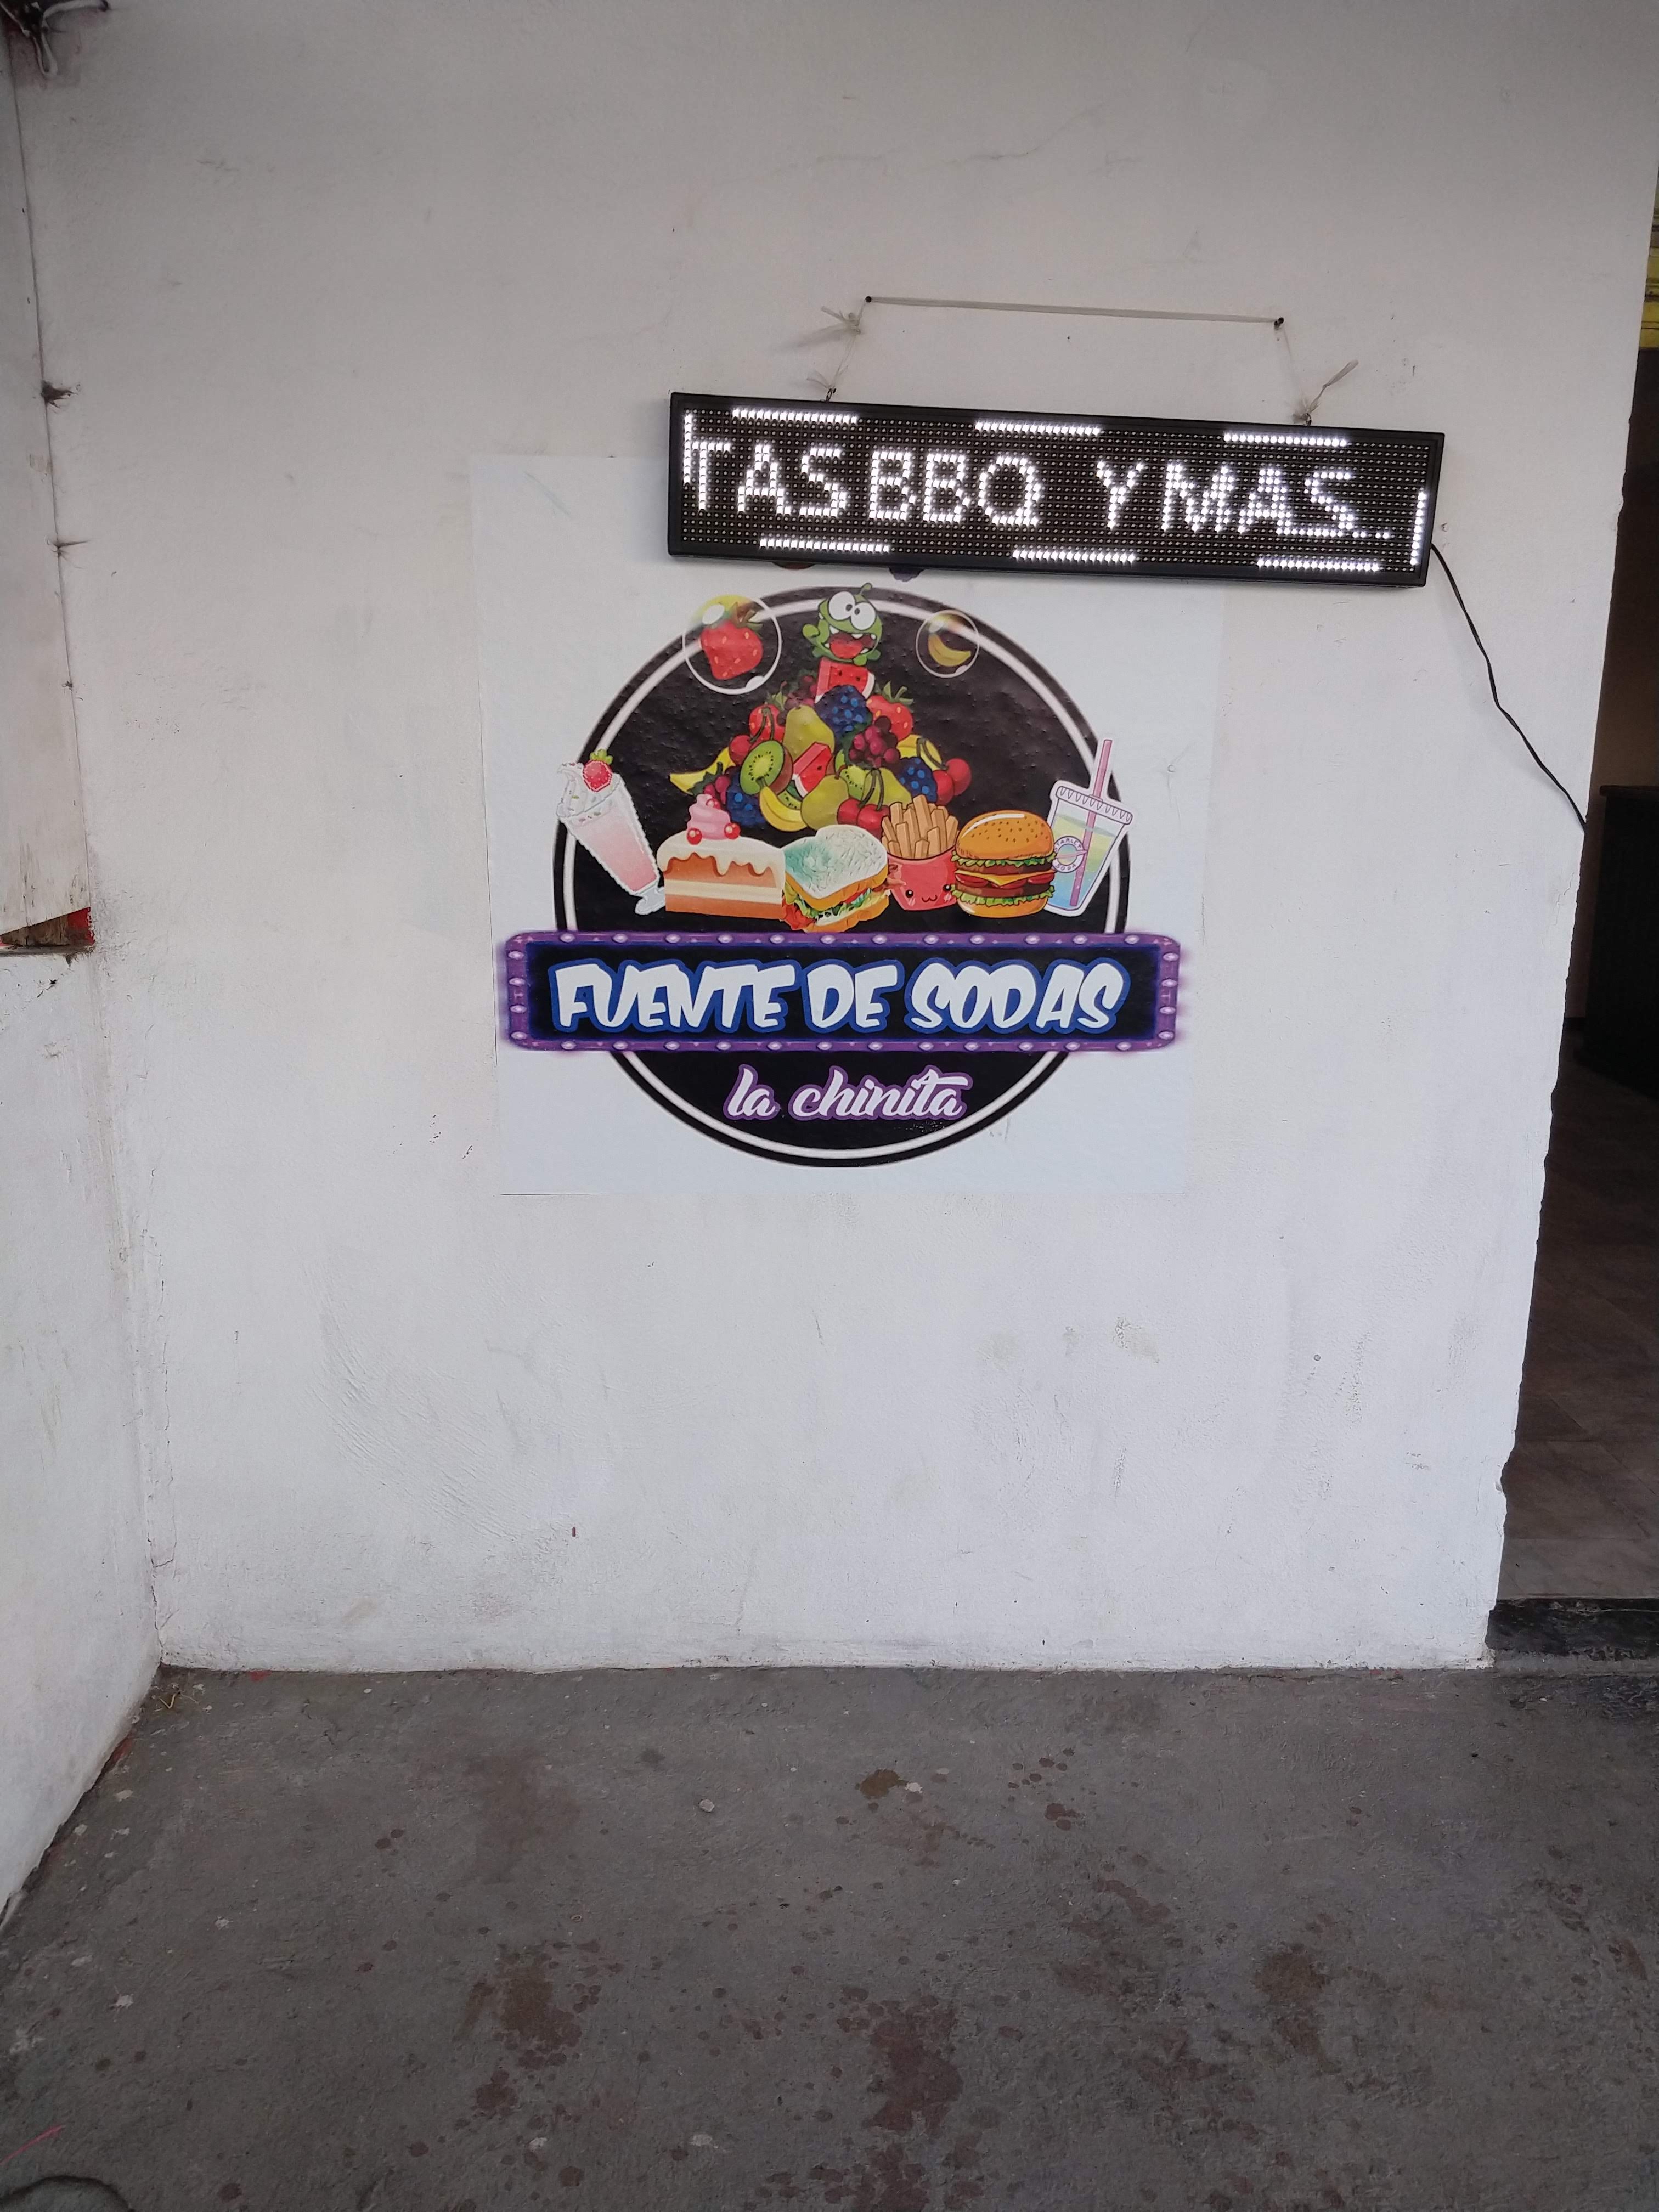 TAS BBQ Y MAS...
FUENTE DE SODAS
la chinita